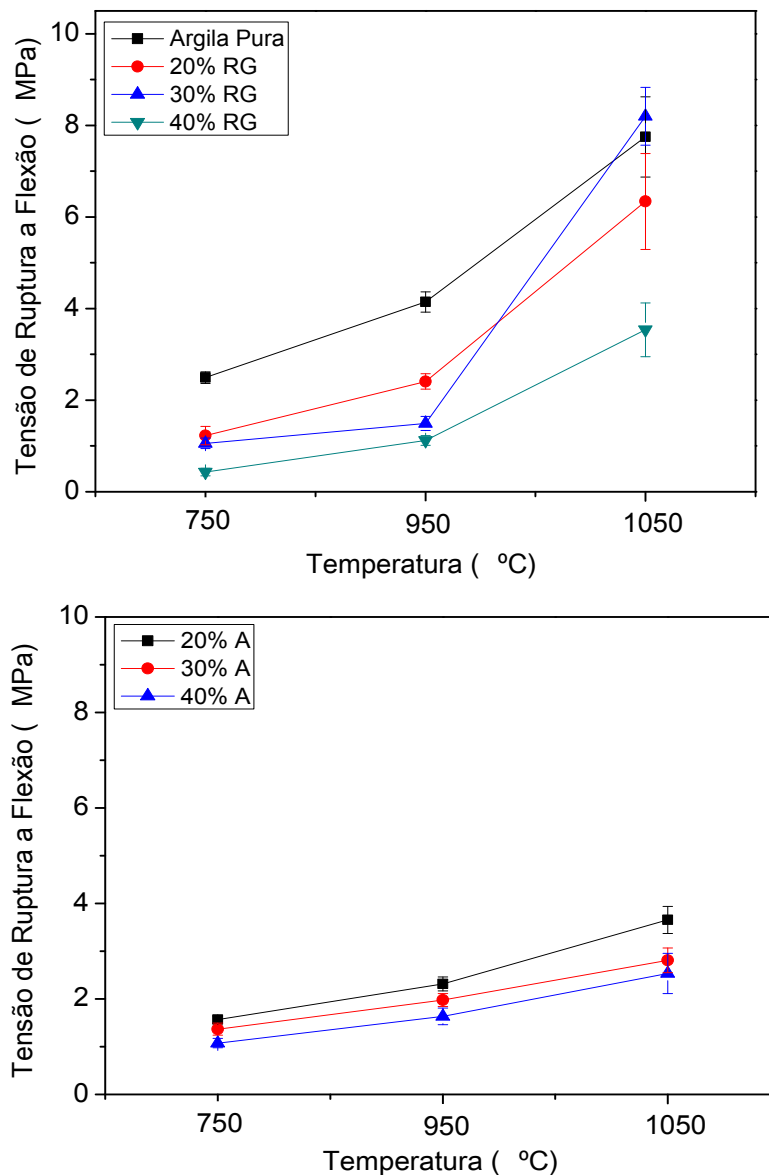 Tensão de Ruptura a Flexão ( MPa)
10
8
6
4
2
0
Argila Pura
20% RG
30% RG
40% RG
750 950 1050
Temperatura ( ºC)
Tensão de Ruptura a Flexão ( MPa)
10
8
6
4
2
0
20% A
30% A
40% A
750 950 1050
Temperatura ( ºC)